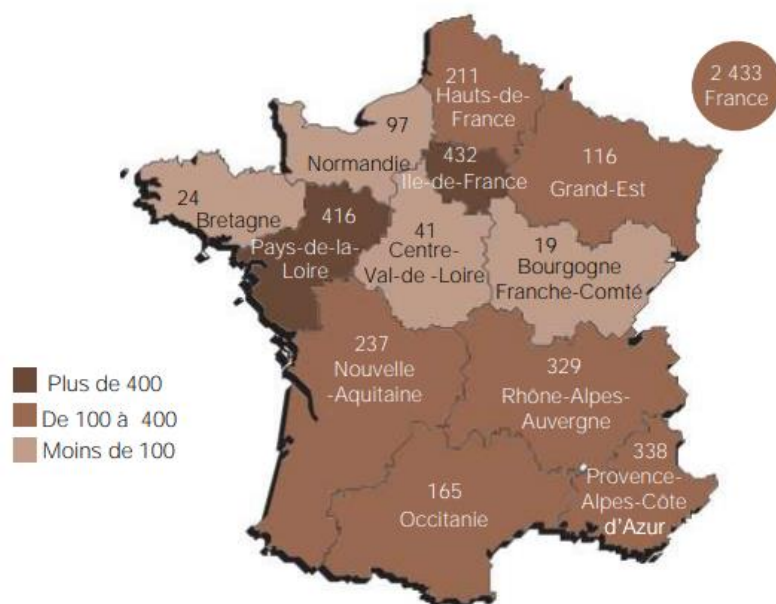 211
Hauts-de-
France
2 433
France
97
Normandie
432
Ile-de-France
116
Grand-Est
24
Bretagne
416
Pays-de-la-
Loire
41
Centre-
Val-de -Loire
19
Bourgogne
Franche-Comté
237
Nouvelle
-Aquitaine
329
Rhône-Alpes-
Auvergne
Plus de 400
De 100 à 400
Moins de 100
338
Provence-
Alpes-Côte
d'Azur
165
Occitanie